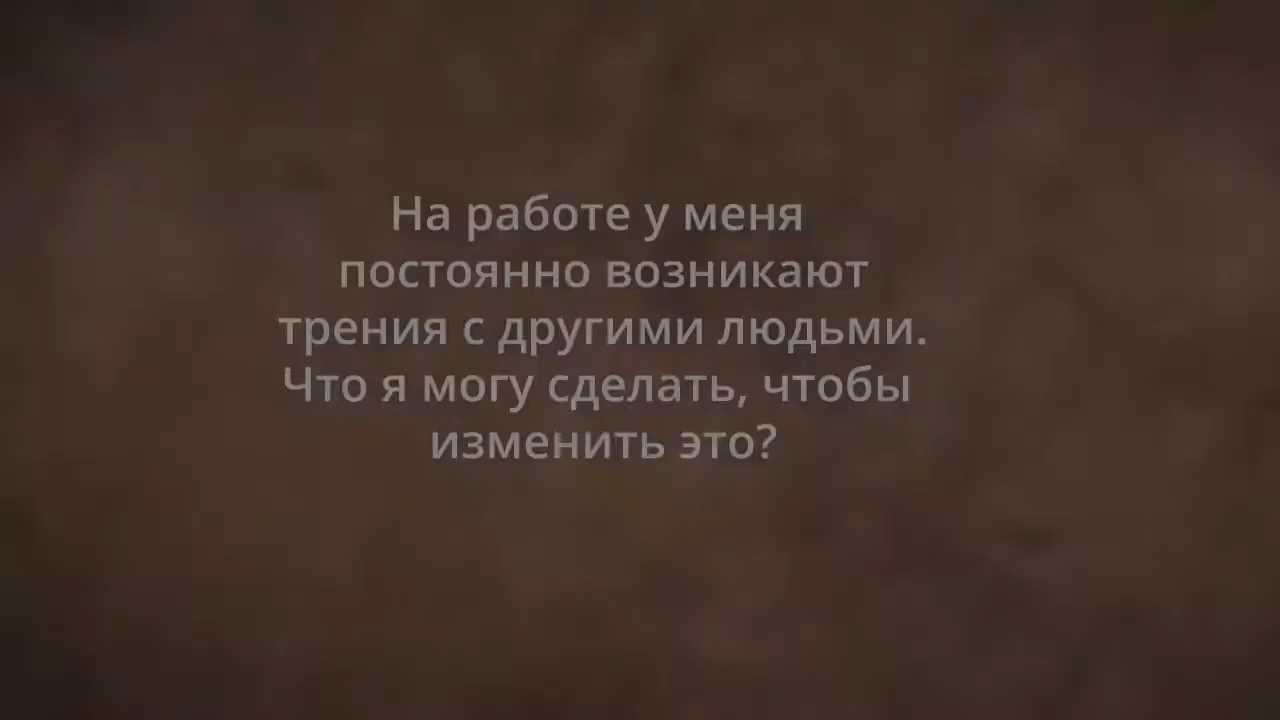 На работе у меня
постоянно возникают
трения с другими людьми.
Что я могу сделать, чтобы
изменить это?